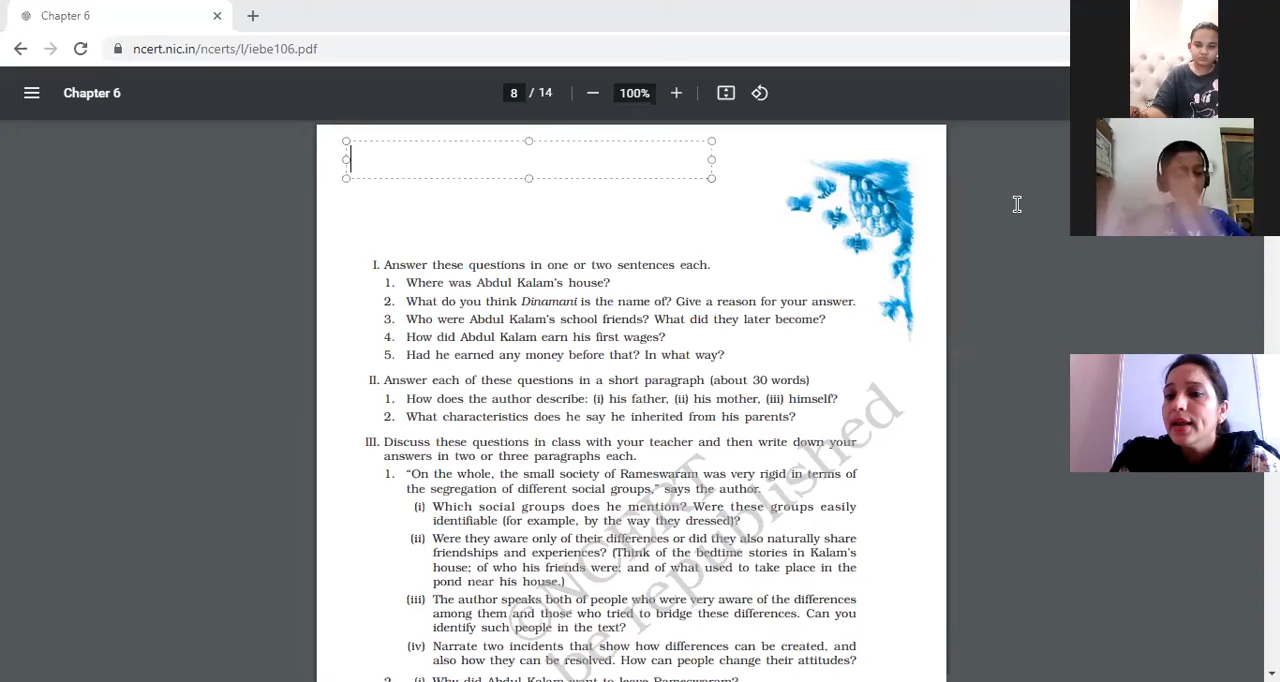 Chapter 6
ncert.nic.in/ncerts/l/iebe106.pdf
Chapter 6
8 / 14
100%
I. Answer these questions in one or two sentences each.
1. Where was Abdul Kalam's house?
2. What do you think Dinamani is the name of? Give a reason for your answer.
3. Who were Abdul Kalam's school friends? What did they later become?
4. How did Abdul Kalam earn his first wages?
5. Had he earned any money before that? In what way?
II. Answer each of these questions in a short paragraph (about 30 words)
1. How does the author describe: (i) his father, (ii) his mother, (iii) himself?
2. What characteristics does he say he inherited from his parents?
III. Discuss these questions in class with your teacher and then write down your
answers in two or three paragraphs each.
1. “On the whole, the small society of Rameswaram was very rigid in terms of
the segregation of different social groups,” says the author.
(i) Which social groups does he mention? Were these groups easily
identifiable (for example, by the way they dressed)?
(ii) Were they aware only of their differences or did they also naturally share
friendships and experiences? (Think of the bedtime stories in Kalam's
house; of who his friends were; and of what used to take place in the
pond near his house.)
(iii) The author speaks both of people who were very aware of the differences
among them and those who tried to bridge these differences. Can you
identify such people in the text?
(iv) Narrate two incidents that show how differences can be created, and
also how they can be resolved. How can people change their attitudes?
2. (i) Why did Abdul Kalam want to leave Rameswaram?
©NCERT
be republished